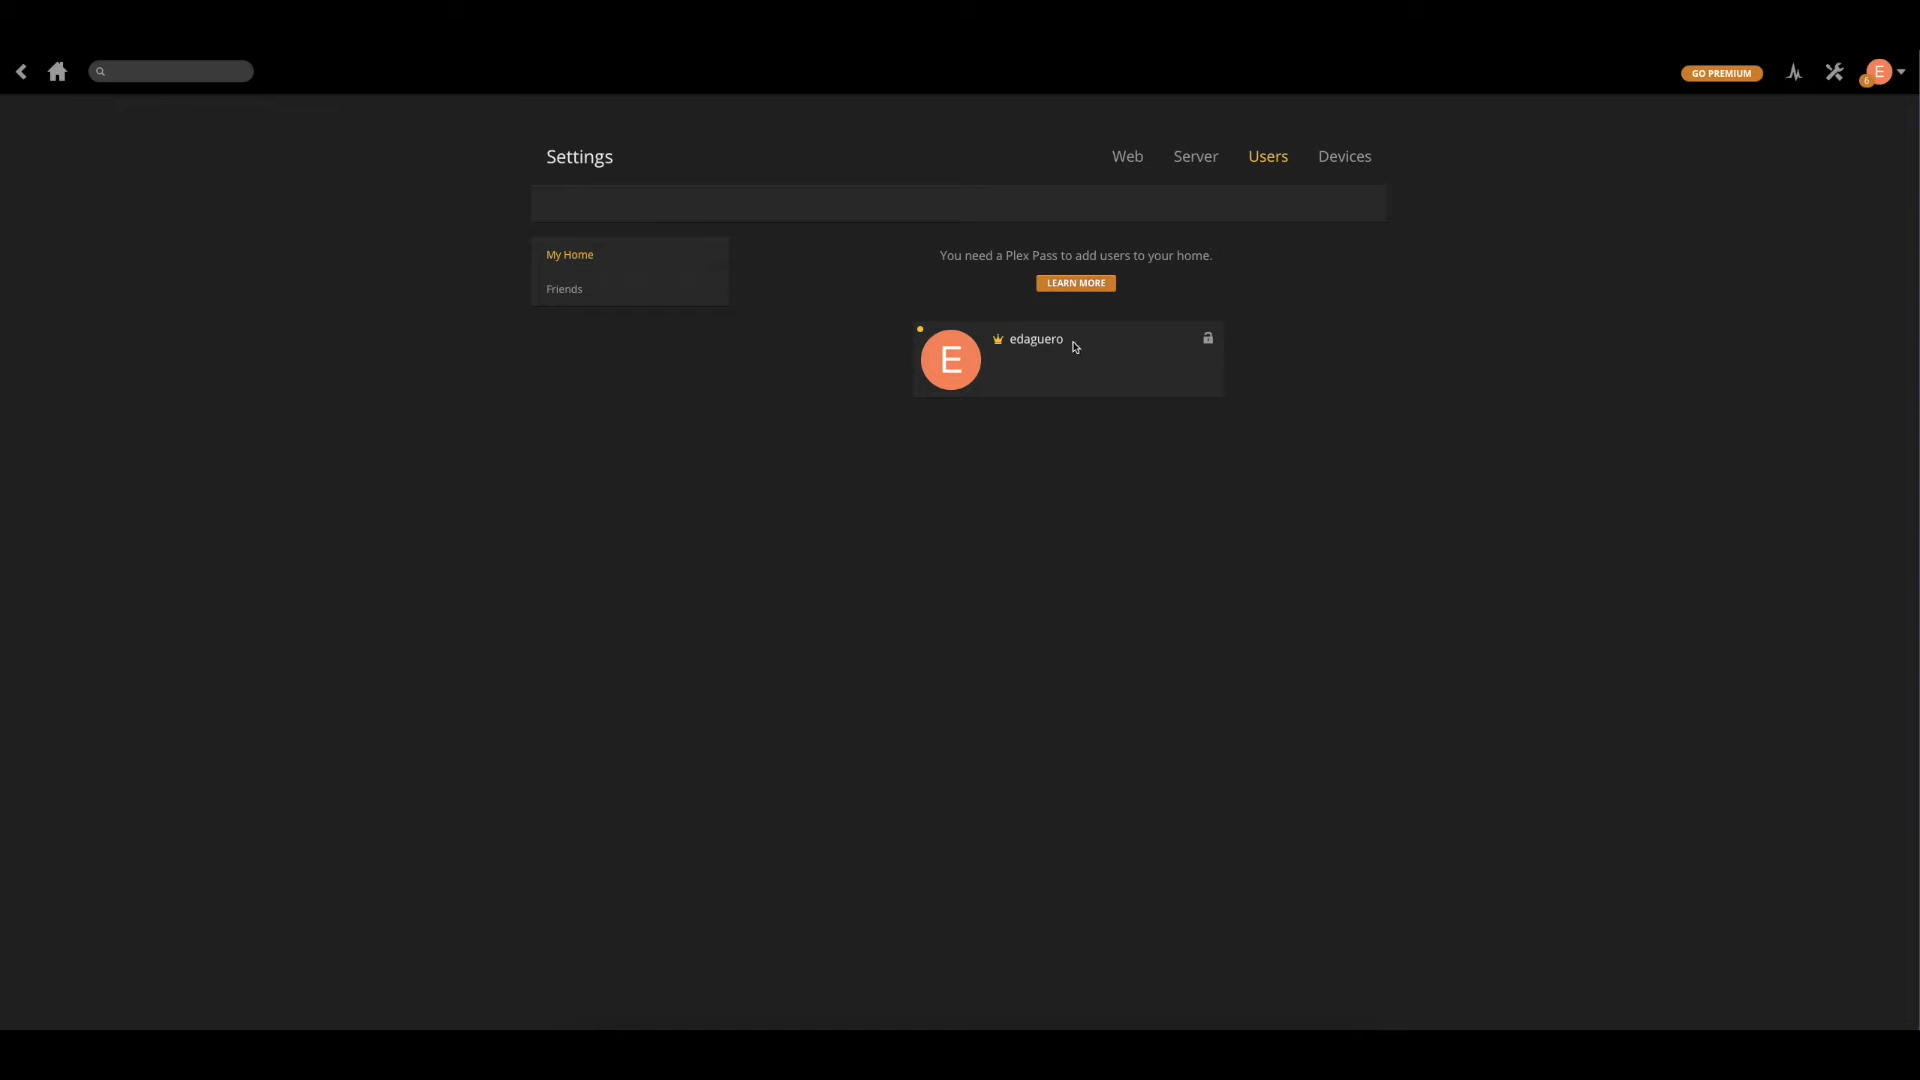 GO PREMIUM
6
E
Settings
Web Server Users Devices
My Home
Friends
You need a Plex Pass to add users to your home.
LEARN MORE
E
edaguero